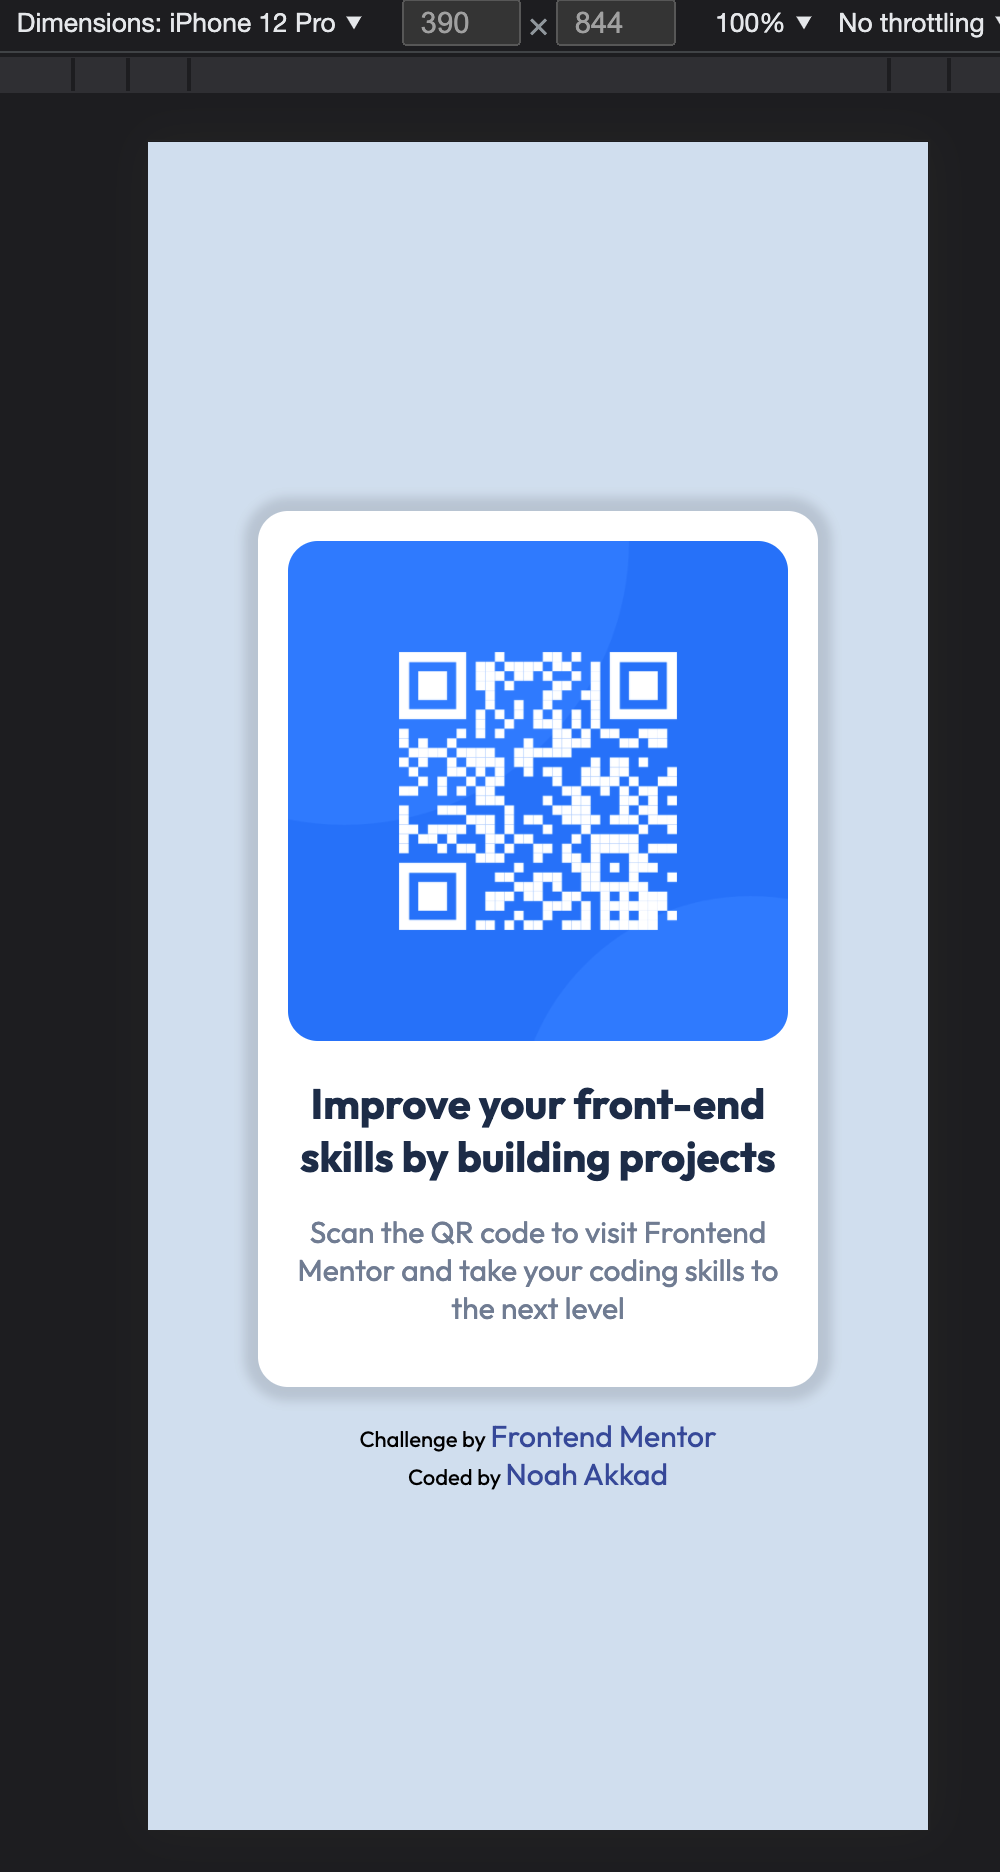 Dimensions: iPhone 12 Pro ▼ 390 × 844 100% ▼ No throttling
Improve your front-end
skills by building projects
Scan the QR code to visit Frontend
Mentor and take your coding skills to
the next level
Challenge by Frontend Mentor
Coded by Noah Akkad